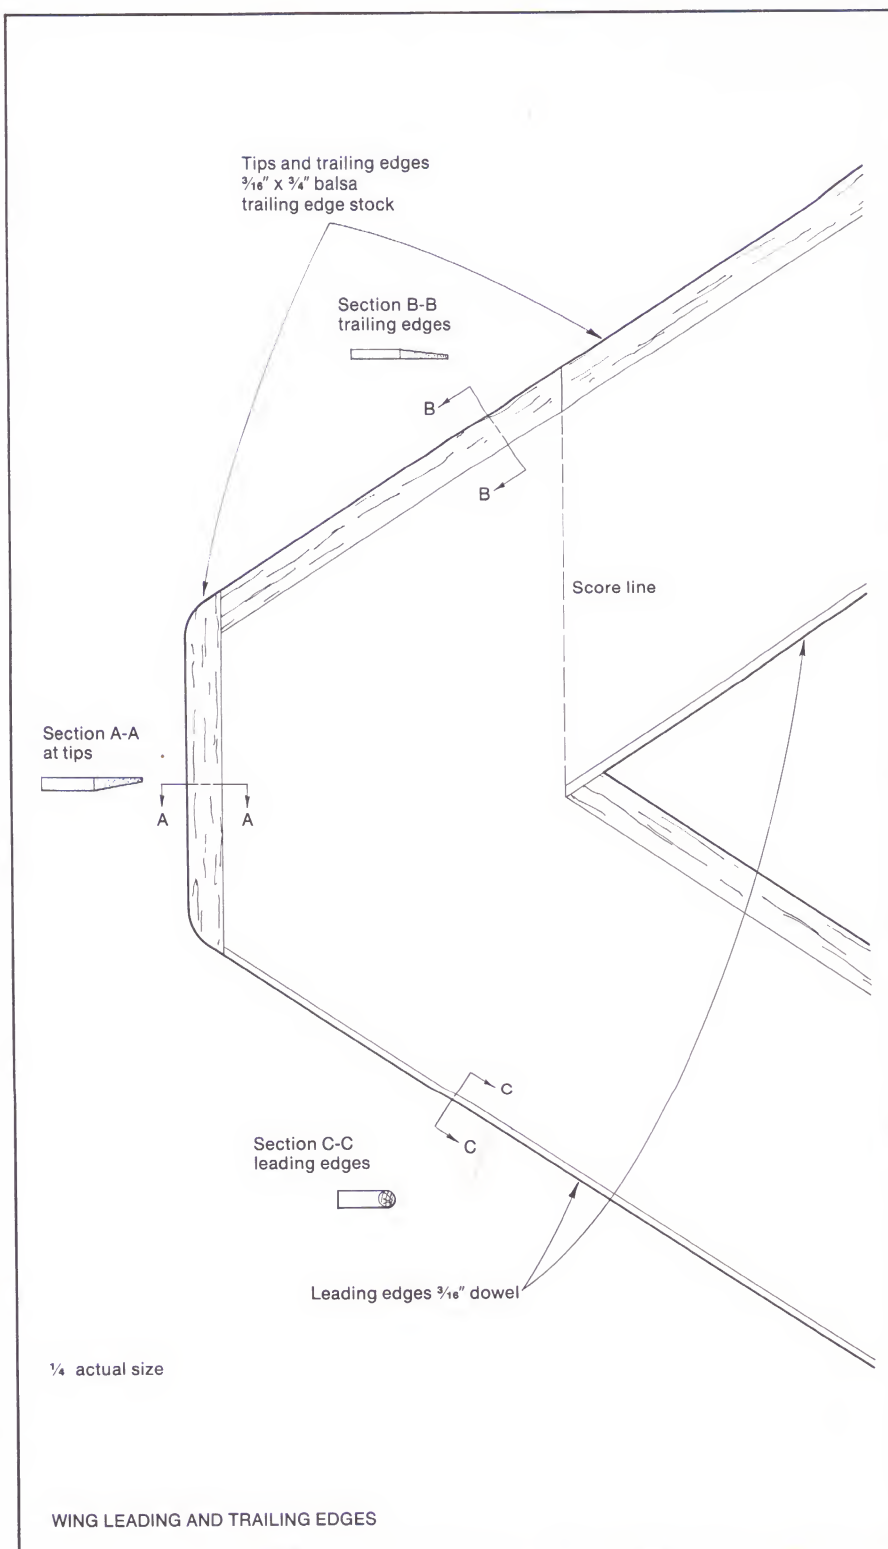 Tips and trailing edges
3/16" x 3/4" balsa
trailing edge stock
Section B-B
trailing edges
B
B
Score line
Section A-A
at tips
A A
C
C
Section C-C
leading edges
Leading edges 3/16" dowel
1/4 actual size
WING LEADING AND TRAILING EDGES